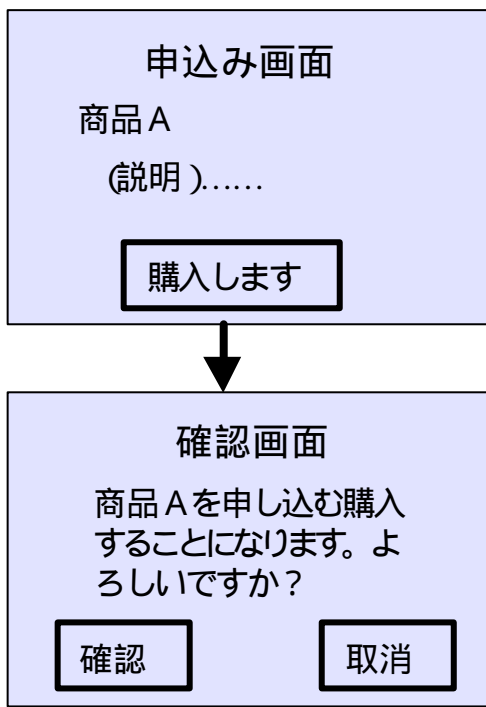 申込み画面
商品A
(説明)……
購入します
確認画面
商品Aを申し込む購入
することになります。よ
ろしいですか？
確認
取消